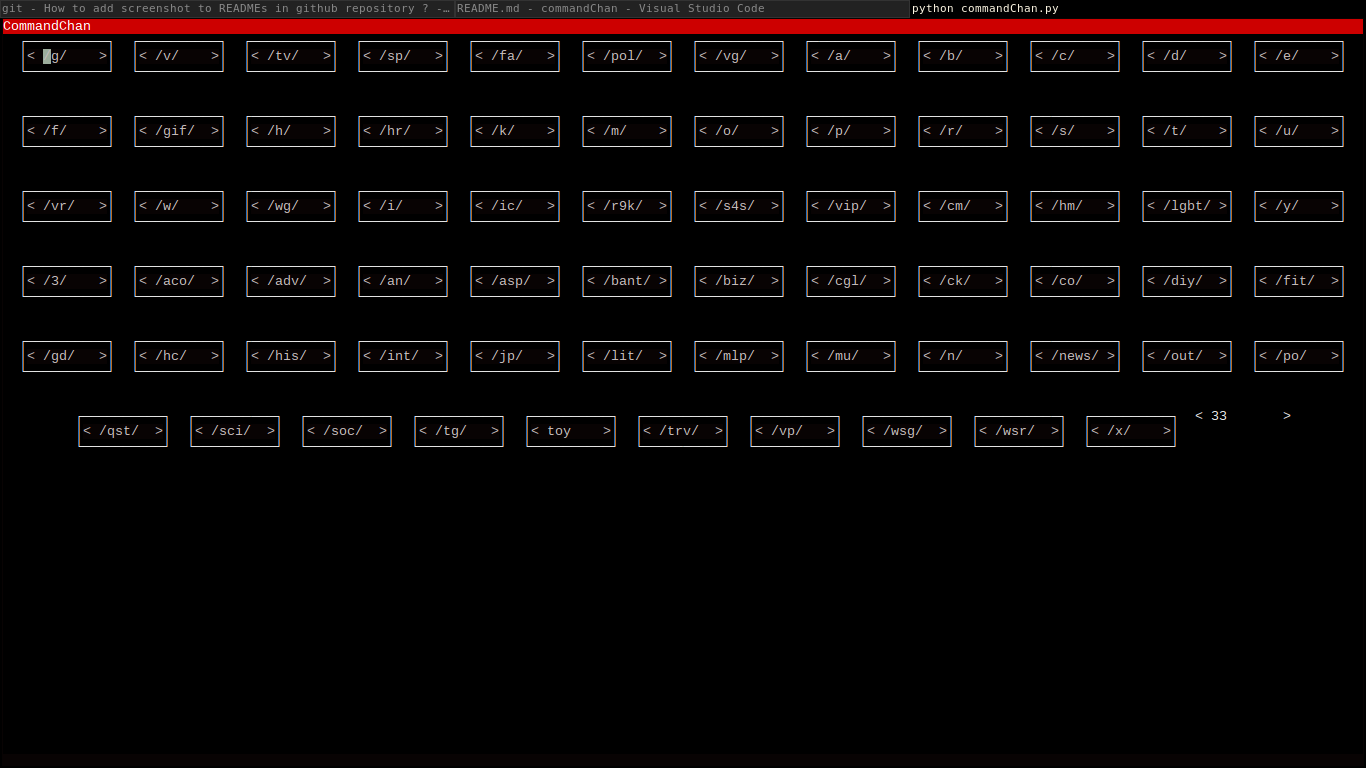 git - How to add screenshot to READMEs in github repository ? -… README.md - commandChan - Visual Studio Code python commandChan.py
CommandChan
< /g/ > < /v/ > < /tv/ > < /sp/ > < /fa/ > < /pol/ > < /vg/ > < /a/ > < /b/ > < /c/ > < /d/ > < /e/ >
< /f/ > < /gif/ > < /h/ > < /hr/ > < /k/ > < /m/ > < /o/ > < /p/ > < /r/ > < /s/ > < /t/ > < /u/ >
< /vr/ > < /w/ > < /wg/ > < /i/ > < /ic/ > < /r9k/ > < /s4s/ > < /vip/ > < /cm/ > < /hm/ > < /lgbt/ > < /y/ >
< /3/ > < /aco/ > < /adv/ > < /an/ > < /asp/ > < /bant/ > < /biz/ > < /cgl/ > < /ck/ > < /co/ > < /diy/ > < /fit/ >
< /gd/ > < /hc/ > < /his/ > < /int/ > < /jp/ > < /lit/ > < /mlp/ > < /mu/ > < /n/ > < /news/ > < /out/ > < /po/ >
< /qst/ > < /sci/ > < /soc/ > < /tg/ > < toy > < /trv/ > < /vp/ > < /wsg/ > < /wsr/ > < /x/ > < 33 >